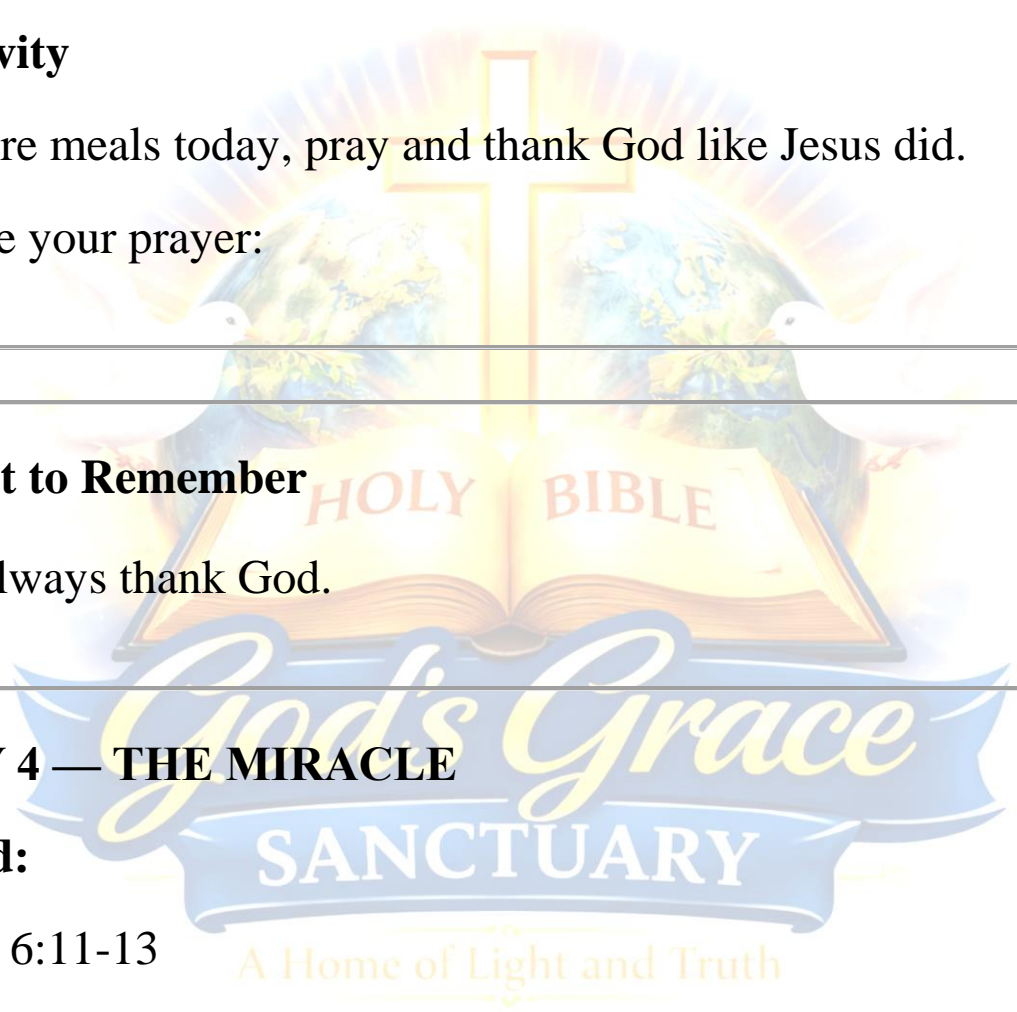 vity
re meals today, pray and thank God like Jesus did.
e your prayer:
t to Remember
HOLY BIBLE
lways thank God.
God's Grace
4 — THE MIRACLE
SANCTUARY
d:
6:11-13
A Home of Light and Truth